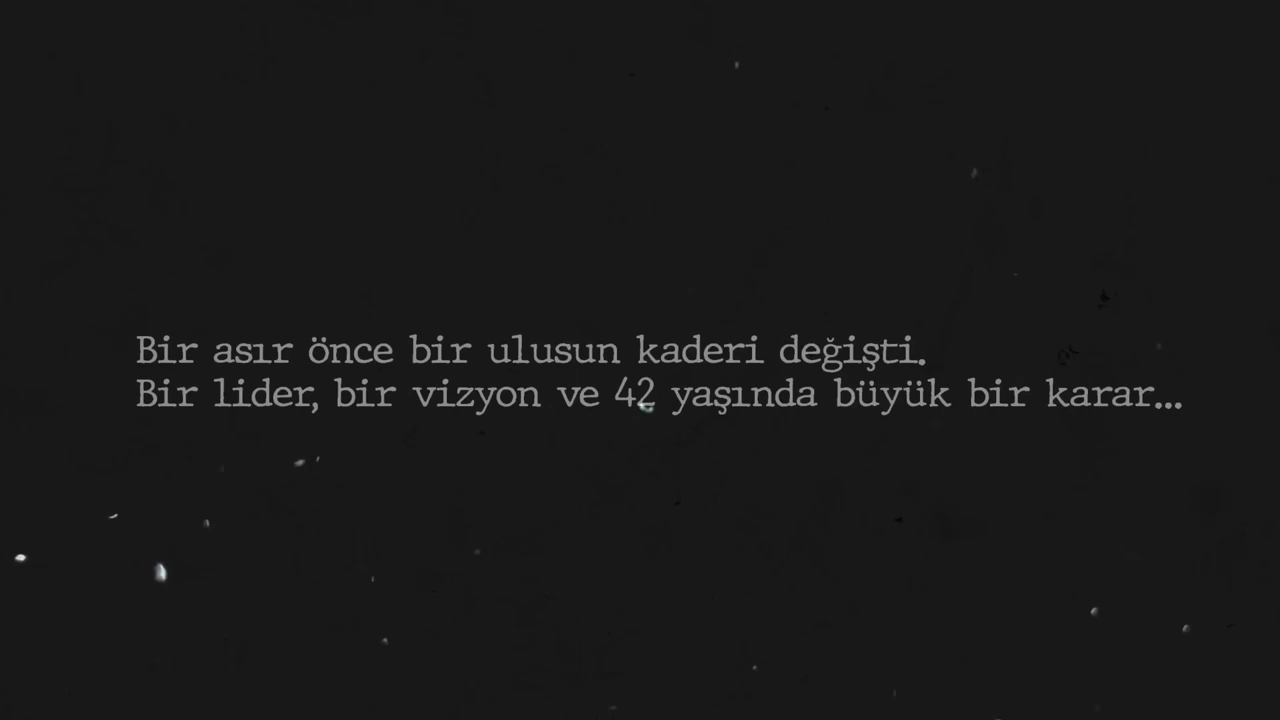 Bir asır önce bir ulusun kaderi değişti.
Bir lider, bir vizyon ve 42 yaşında büyük bir karar...